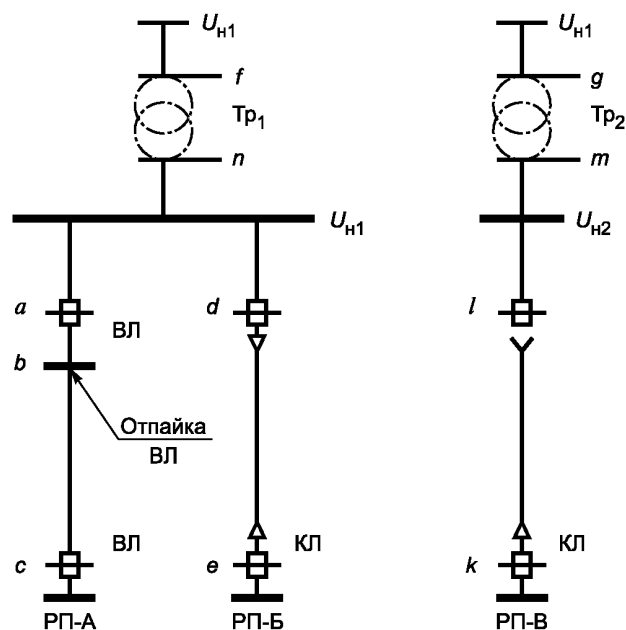 Uн1
Uн1
f
g
Тр1
Тр2
n
m
Uн1
Uн2
a
d
l
ВЛ
b
Отпайка
ВЛ
ВЛ
КЛ
КЛ
c
e
k
РП-А
РП-Б
РП-В